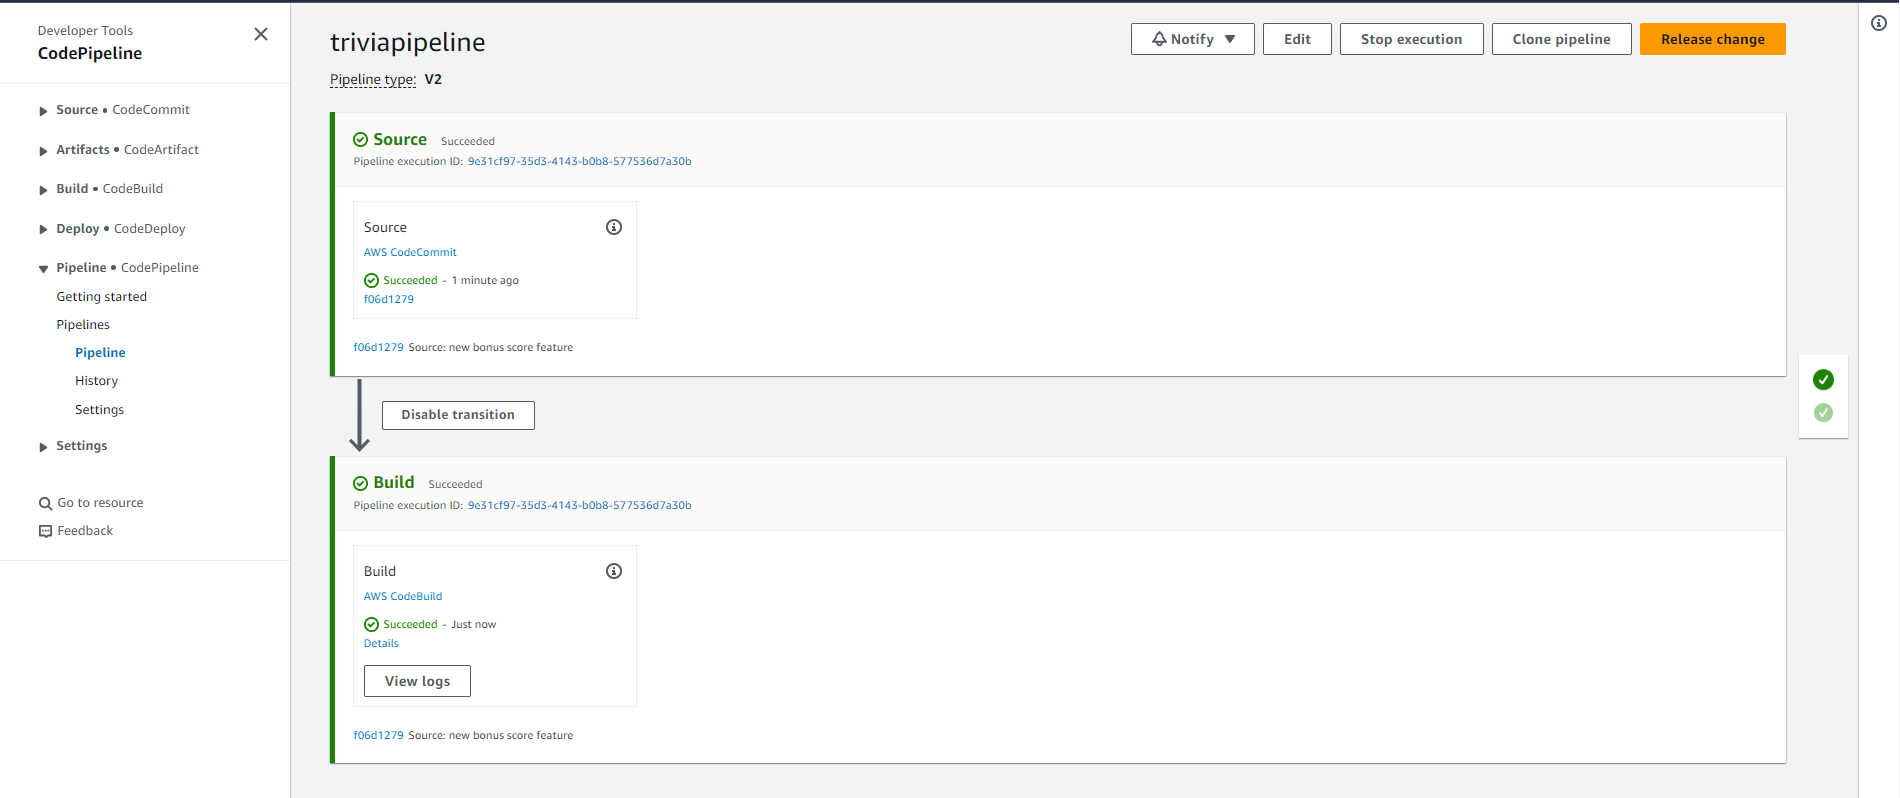 Developer Tools
CodePipeline
Source • CodeCommit
Artifacts • CodeArtifact
Build • CodeBuild
Deploy • CodeDeploy
Pipeline • CodePipeline
Getting started
Pipelines
Pipeline
History
Settings
Settings
Go to resource
Feedback
triviapipeline
Notify
Edit
Stop execution
Clone pipeline
Release change
Pipeline type: V2
Source Succeeded
Pipeline execution ID: 9e31cf97-35d3-4143-b0b8-577536d7a30b
Source
AWS CodeCommit
Succeeded - 1 minute ago
f06d1279
f06d1279 Source: new bonus score feature
Disable transition
Build Succeeded
Pipeline execution ID: 9e31cf97-35d3-4143-b0b8-577536d7a30b
Build
AWS CodeBuild
Succeeded - Just now
Details
View logs
f06d1279 Source: new bonus score feature